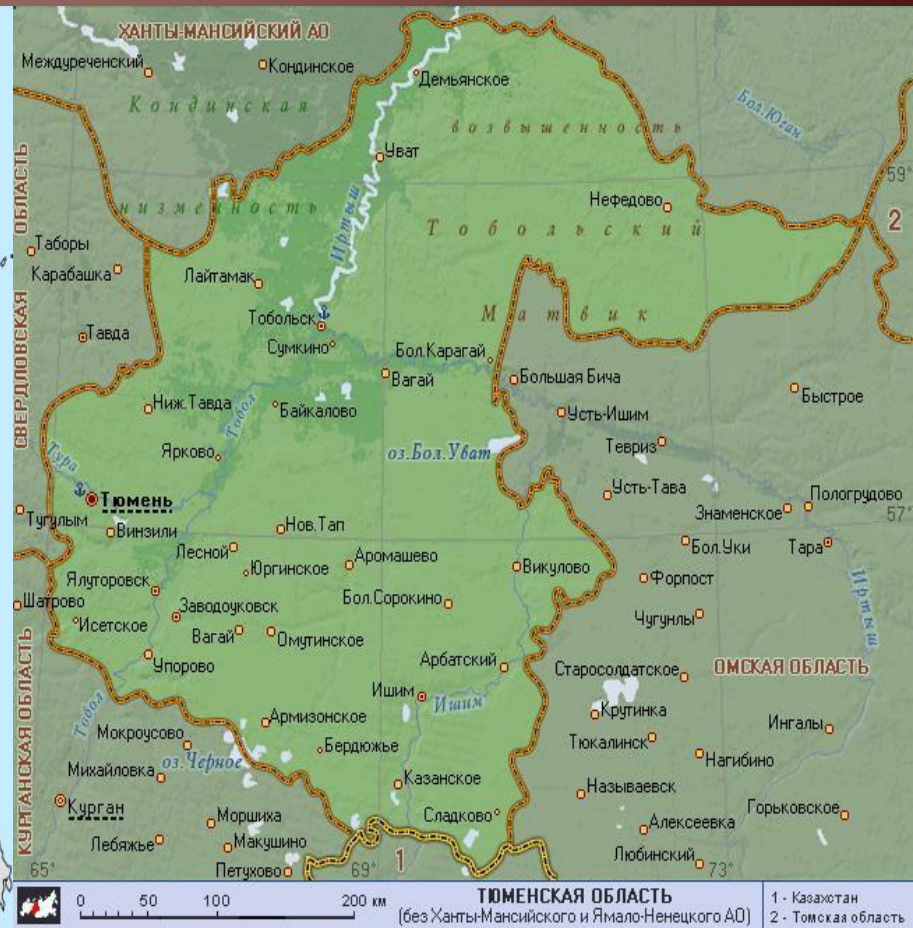 ХАНТЫ-МАНСИЙСКИЙ АО
Междуреченский
Кондинское
Демьянское
Кондинская
Бол.Юган
возвышенность
Уват
59°
СВЕРДЛОВСКАЯ ОБЛАСТЬ
низменность
Нефедово
2
Иртыш
Тобольский
Таборы
Карабашка
Лайтамак
Тобольск
Матвик
Тавда
Сумкино
Бол.Карагай
Вагай
Большая Бича
Быстрое
Ниж.Тавда
Тобол
Байкалово
Усть-Ишим
Тевриз
Ярково
оз.Бол.Уват
Тура
Тюмень
Усть-Тава
Пологрудово
Тугулым
Знаменское
57°
Винзили
Нов.Тап
Лесной
Бол.Уки
Тара
Юргинское
Аромашево
Викулово
Форпост
Ялуторовск
Иртыш
Шатрово
Заводоуковск
Бол.Сорокино
Чугунлы
Исетское
Вагай
Омутинское
Упорово
Арбатский
Старосолдатское
ОМСКАЯ ОБЛАСТЬ
КУРГАНСКАЯ ОБЛАСТЬ
Тобол
Ишим
Ишим
Крутинка
Армизонское
Ингалы
Мокроусово
Тюкалинск
Бердюжье
Нагибино
оз.Черное
Михайловка
Казанское
Называевск
Курган
Моршиха
Сладково
Горьковское
Алексеевка
Лебяжье
Макушино
Любинский
65°
Петухово
69°
1
73°
0 50 100 200 км
ТЮМЕНСКАЯ ОБЛАСТЬ
(без Ханты-Мансийского и Ямало-Ненецкого АО)
1 - Казахстан
2 - Томская область